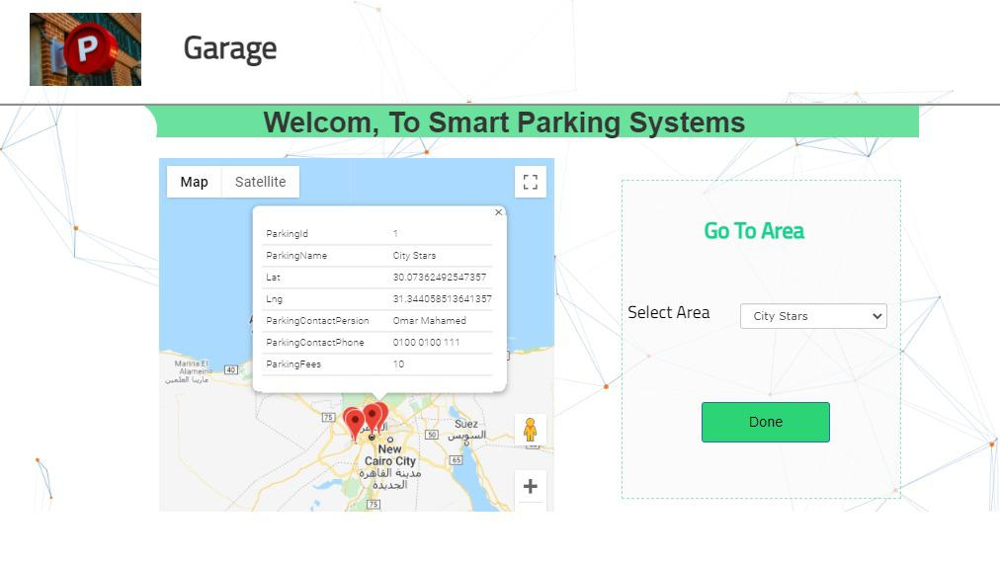 P
Garage
Welcom, To Smart Parking Systems
Map
Satellite
ParkingId 1
ParkingName City Stars
Lat 30.07362492547357
Lng 31.344058513641357
ParkingContactPersion Omar Mahamed
ParkingContactPhone 0100 0100 111
ParkingFees 10
Marina El
Alamein
مارينا العلمين
40
75
Suez
السويس
50
New
Cairo City
مدينة القاهرة
الجديدة
65
75
Go To Area
Select Area
City Stars
Done